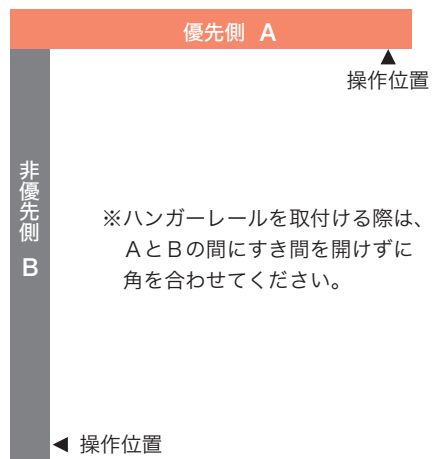 優先側 A
▲
操作位置
非優先側 B
※ハンガーレールを取付ける際は、
AとBの間にすき間を開けずに
角を合わせてください。
◀ 操作位置